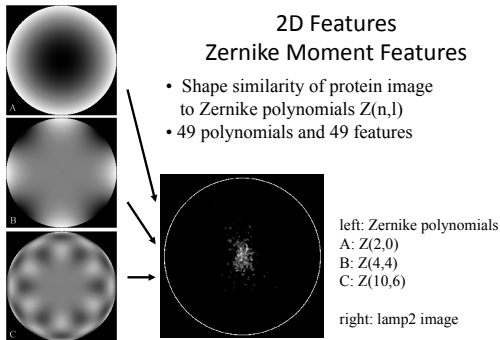 2D Features
Zernike Moment Features
• Shape similarity of protein image
to Zernike polynomials Z(n,l)
• 49 polynomials and 49 features
A
B
C
left: Zernike polynomials
A: Z(2,0)
B: Z(4,4)
C: Z(10,6)
right: lamp2 image